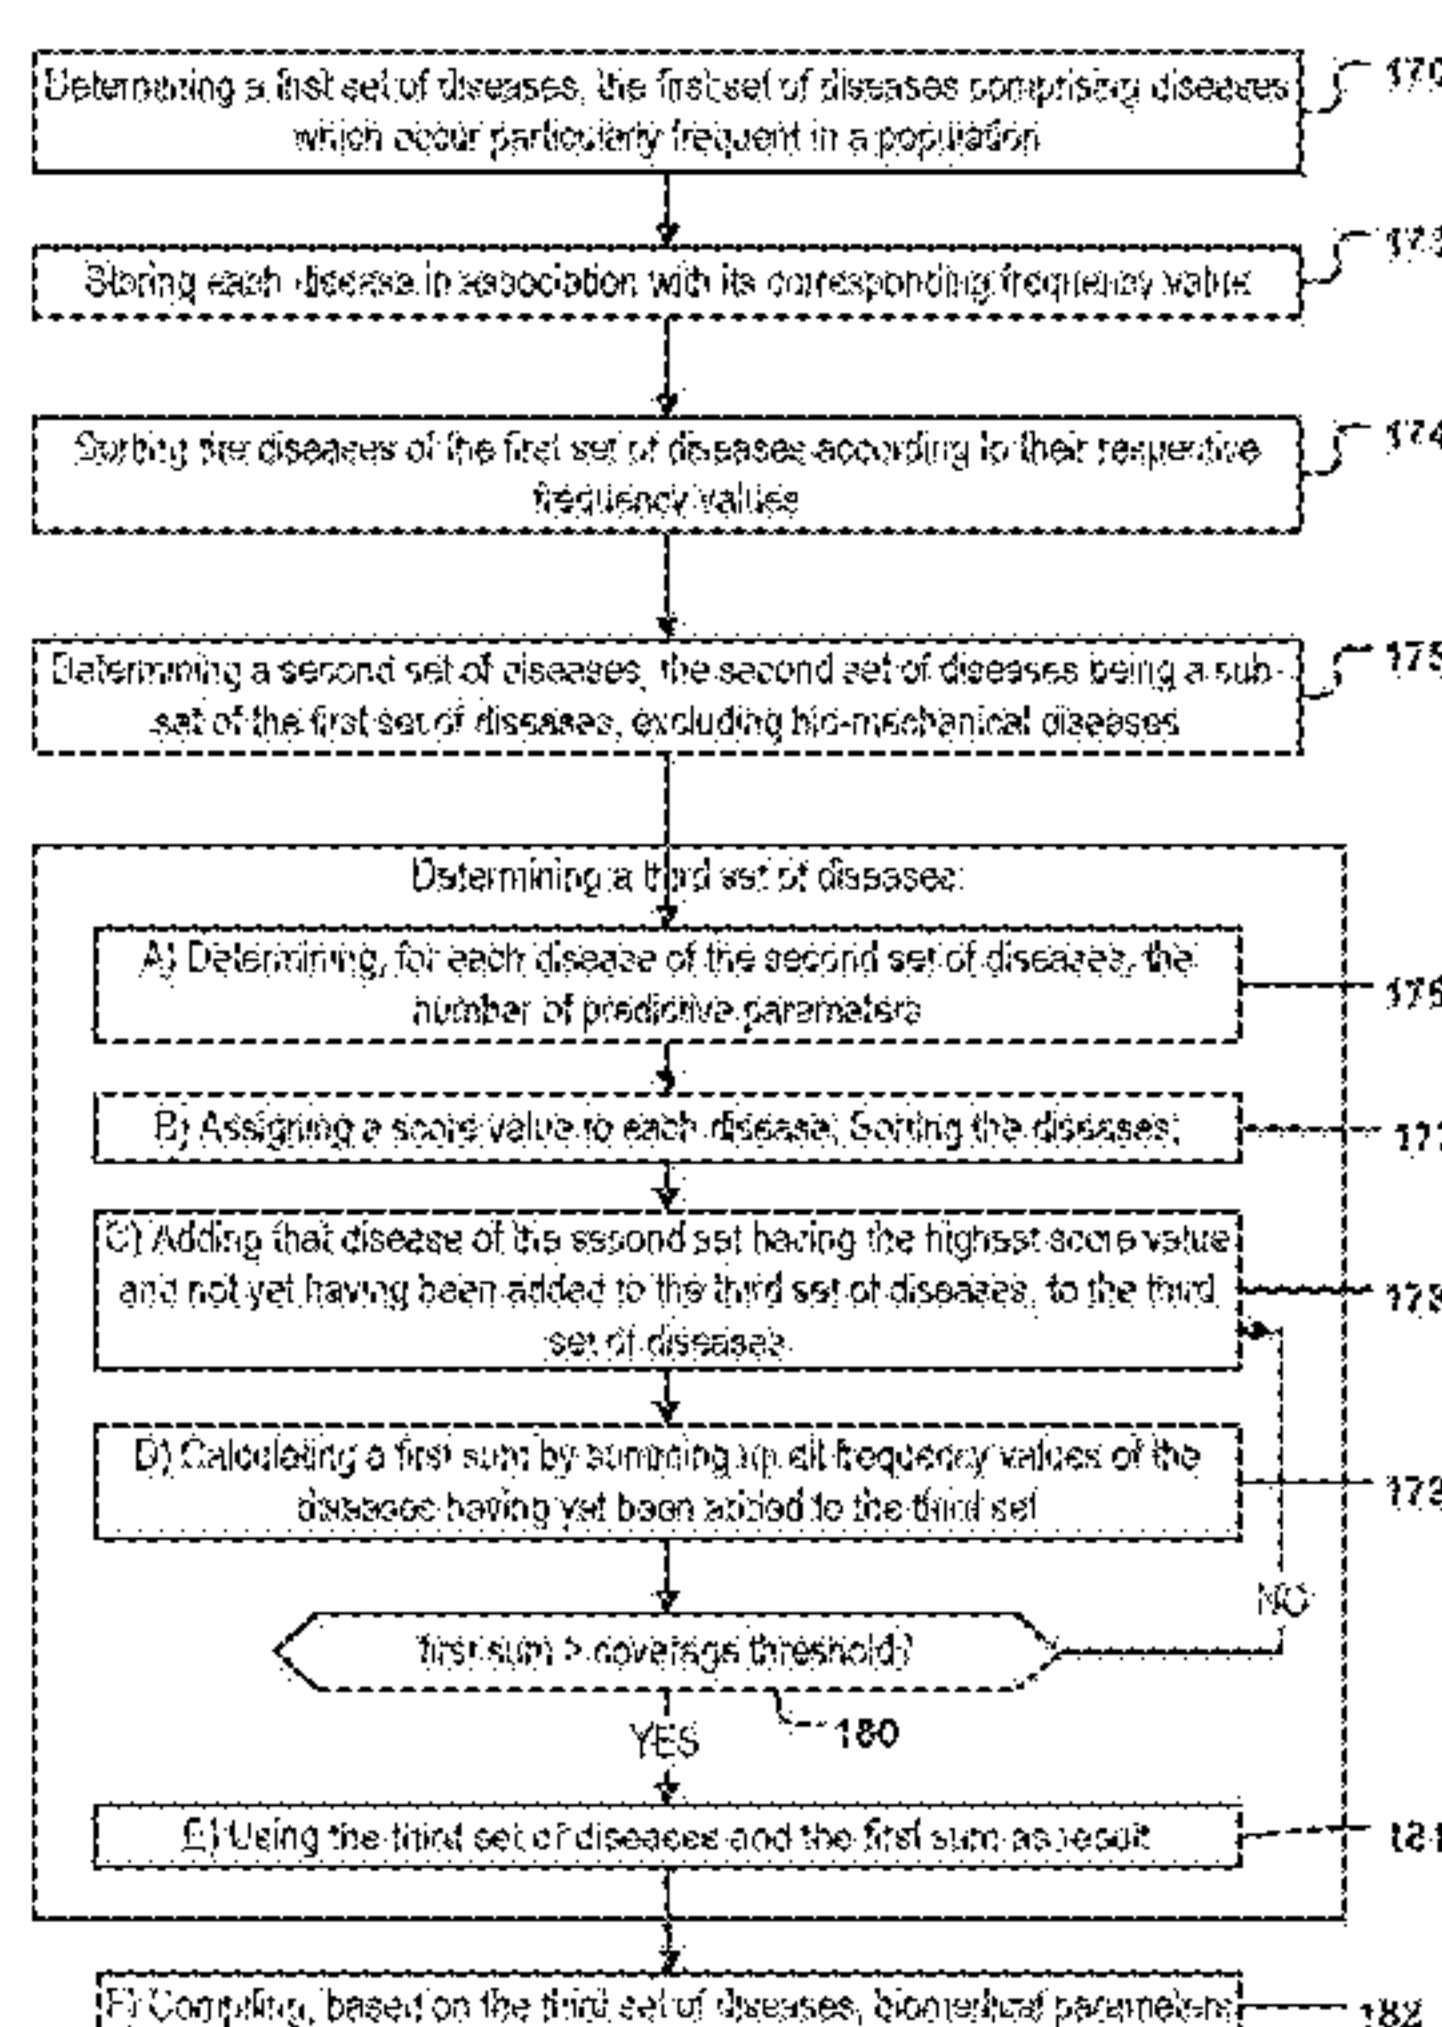 Determining a first set of diseases, the first set of diseases comprising diseases
170
which occur particularly frequent in a population
Storing each disease in association with its corresponding frequency value
Sorting the diseases of the first set of diseases according to their respective
174
frequency values
Determining a second set of diseases, the second set of diseases being a sub-
175
set of the first set of diseases, excluding bio-mechanical diseases
Determining a third set of diseases:
A) Determining, for each disease of the second set of diseases, the
number of predictive parameters
B) Assigning a score value to each disease; Sorting the diseases;
C) Adding that disease of the second set having the highest score value
and not yet having been added to the third set of diseases, to the third
set of diseases
D) Calculating a first sum by summing up all frequency values of the
diseases having yet been added to the third set
NO
first sum > coverage threshold?
YES
180
E) Using the third set of diseases and the first sum as result
181
F) Compiling, based on the third set of diseases, biomedical parameters
182